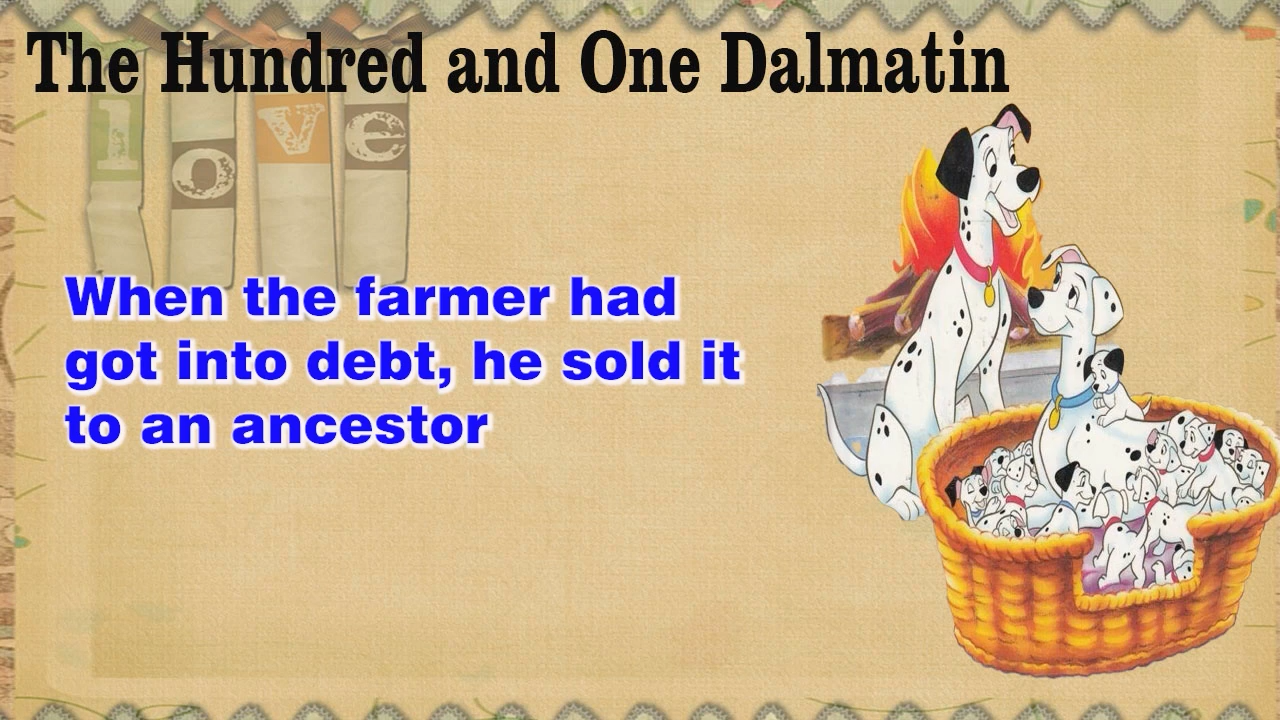 The Hundred and One Dalmatin
love
When the farmer had
got into debt, he sold it
to an ancestor